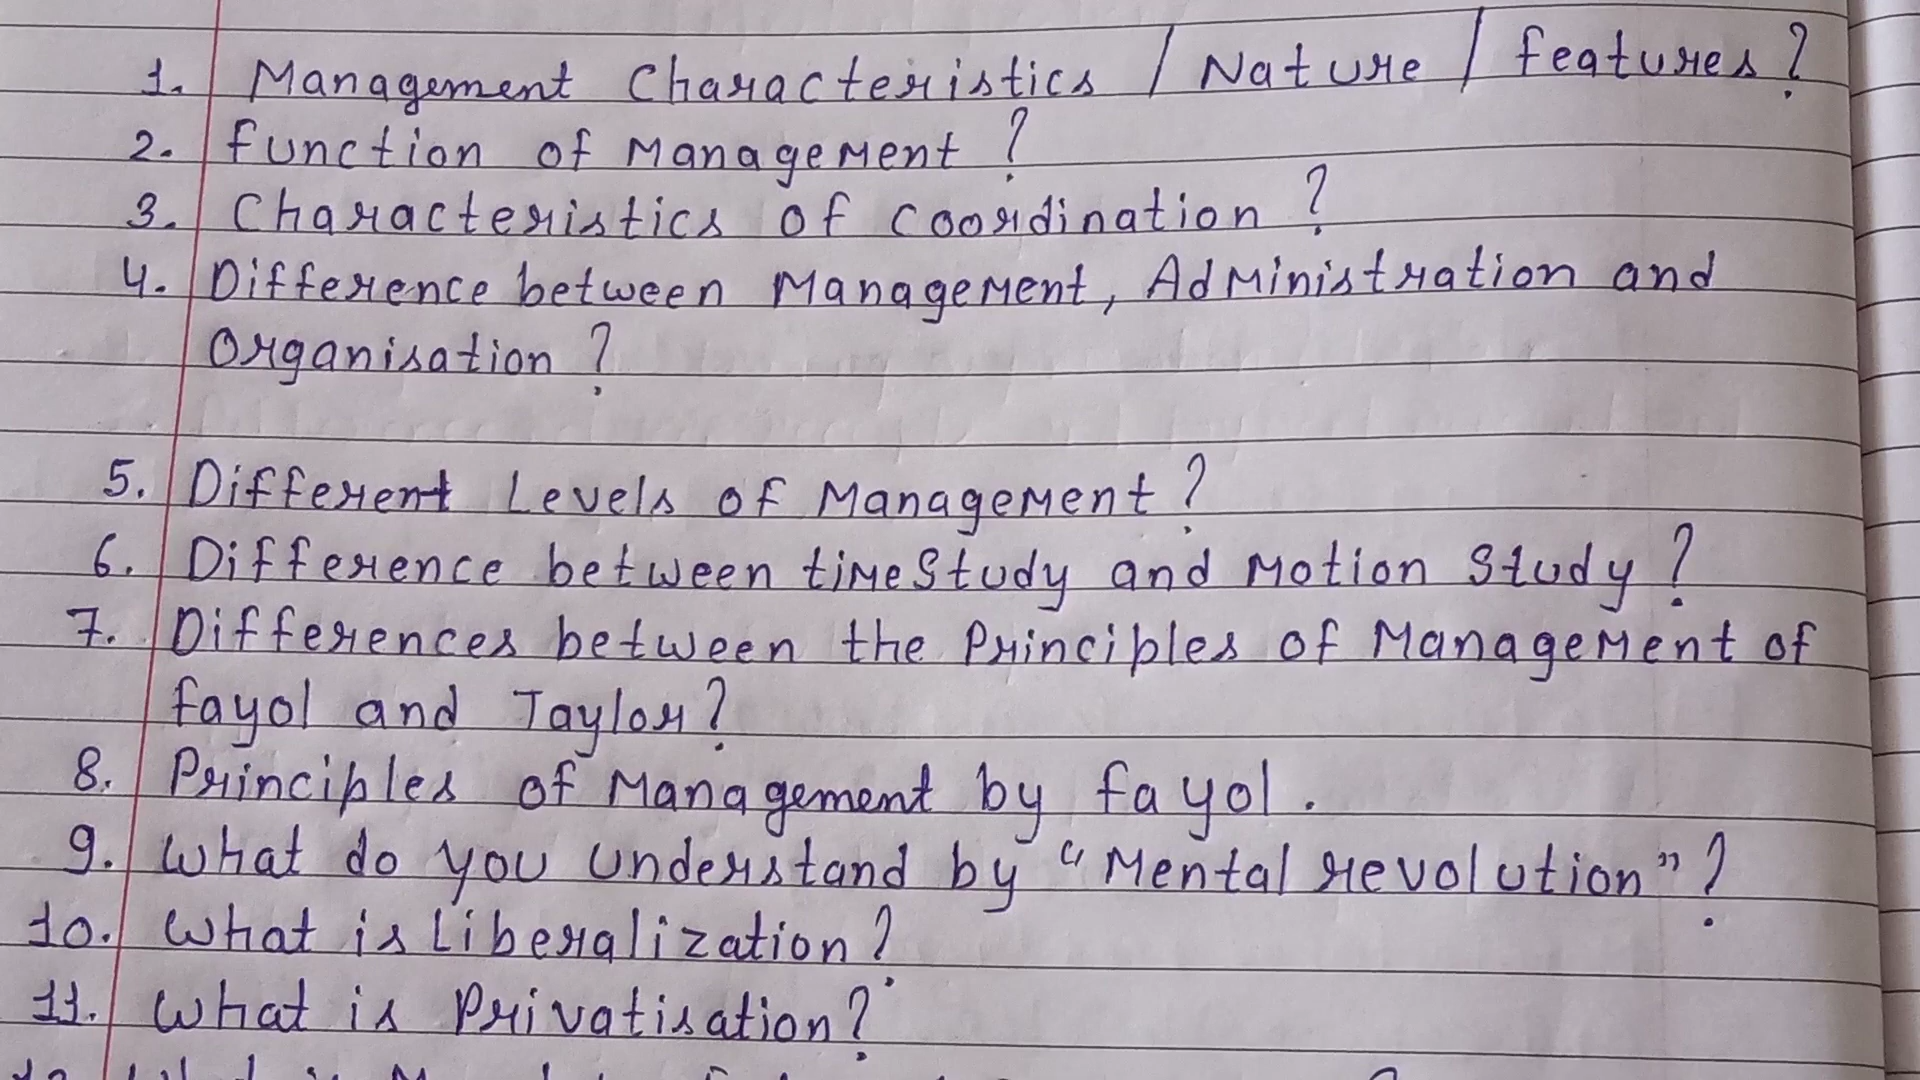 1. Management Characteristics / Nature / features?
2. function of Management?
3. Characteristics of Coordination?
4. Difference between Management, Administration and
Organisation?
5. Different Levels of Management?
6. Difference between time Study and Motion Study?
7. Differences between the Principles of Management of
fayol and Taylor?
8. Principles of Management by fayol.
9. What do you understand by "Mental revolution"?
10. What is Liberalization?
11. What is Privatisation?